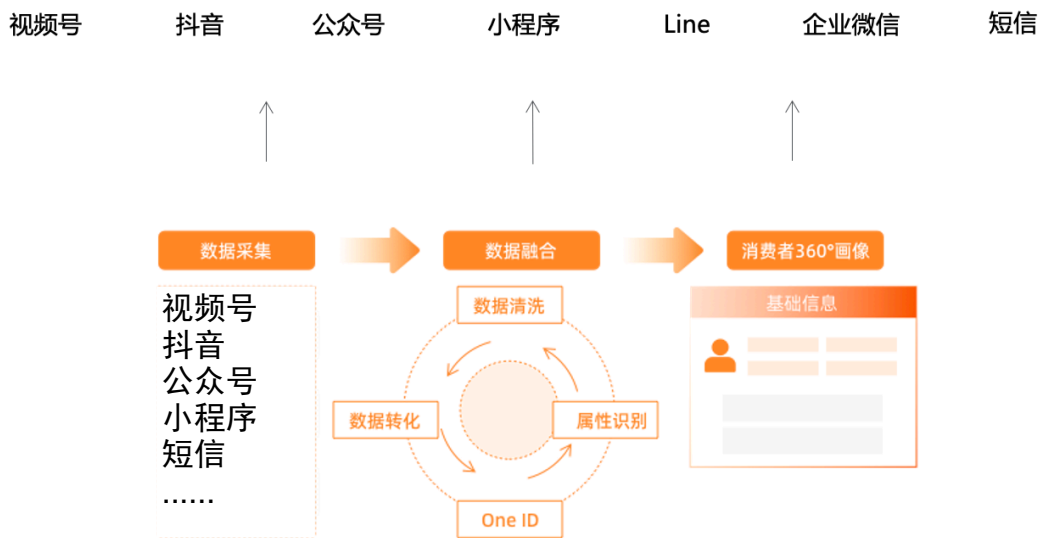 视频号 抖音 公众号 小程序 Line 企业微信 短信
数据采集 数据融合 消费者360°画像
视频号
抖音
公众号
小程序
短信
......
数据清洗
数据转化 属性识别
One ID
基础信息